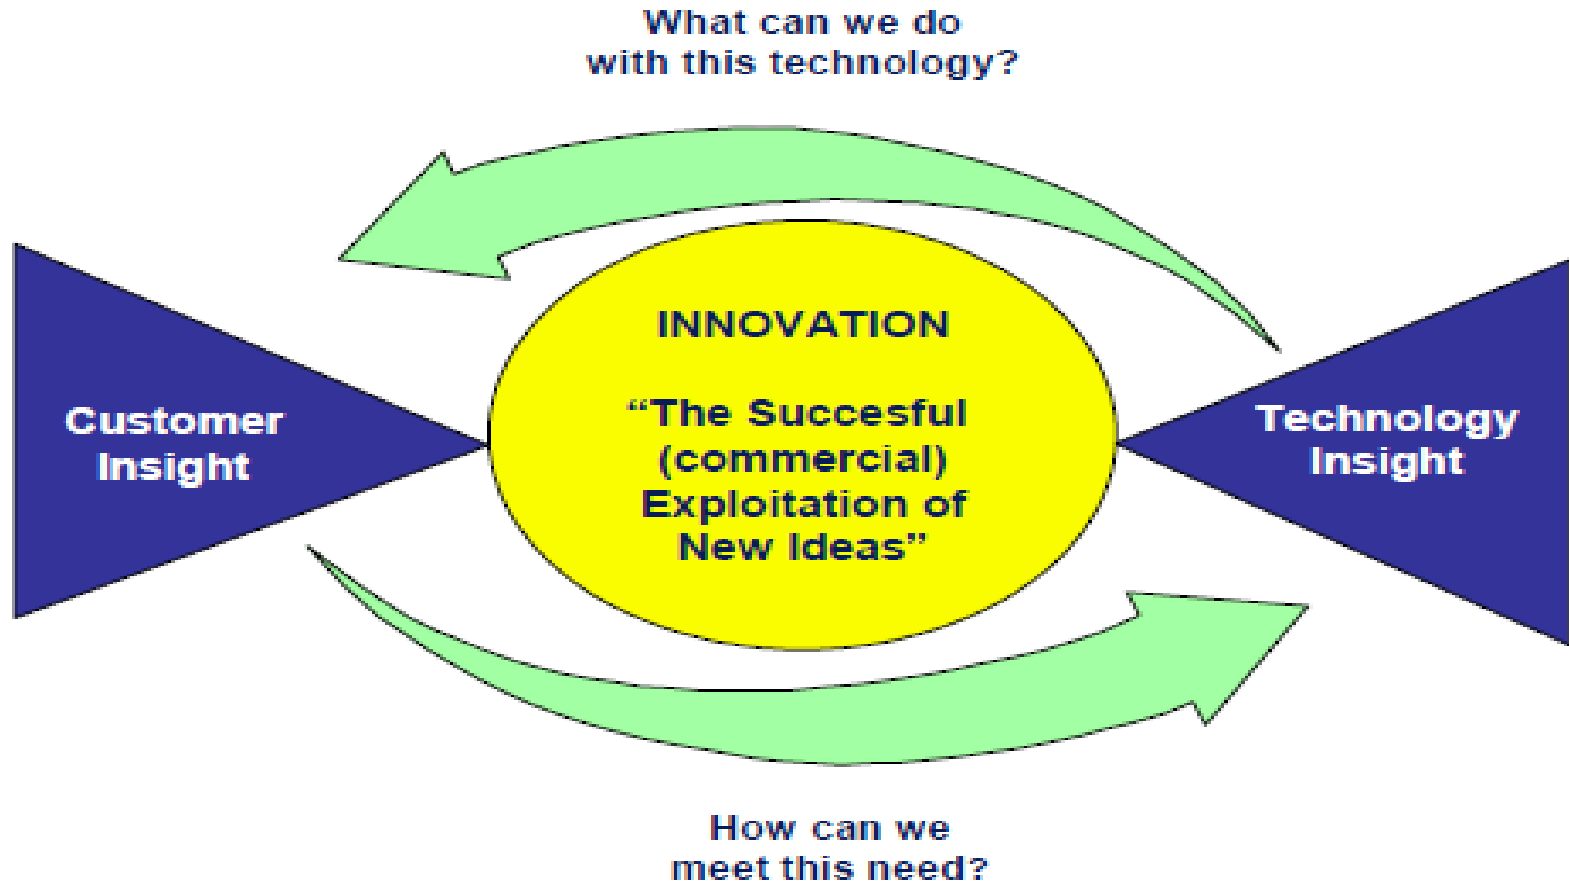 What can we do
with this technology?
Customer
Insight
INNOVATION
“The Succesful
(commercial)
Exploitation of
New Ideas”
Technology
Insight
How can we
meet this need?